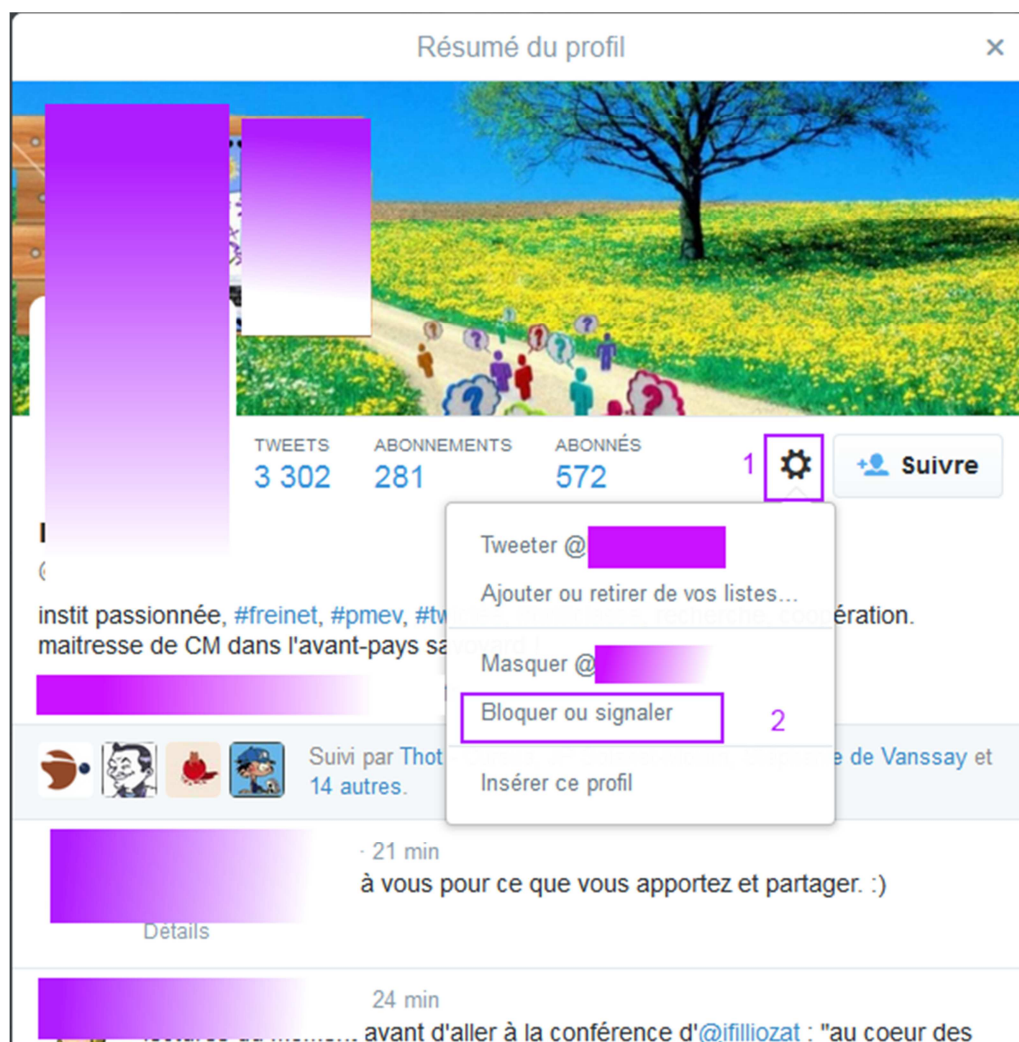 Résumé du profil
TWEETS ABONNEMENTS ABONNÉS
3 302 281 572
1
Suivre
Tweeter @
Ajouter ou retirer de vos listes...
instit passionnée, #freinet, #pmev, #tw
ération.
maitresse de CM dans l'avant-pays sa
Masquer @
Bloquer ou signaler
2
Suivi par Thot
e de Vanssay et
14 autres.
Insérer ce profil
· 21 min
à vous pour ce que vous apportez et partager. :)
Détails
24 min
avant d'aller à la conférence d'@ifilliozat : "au coeur des